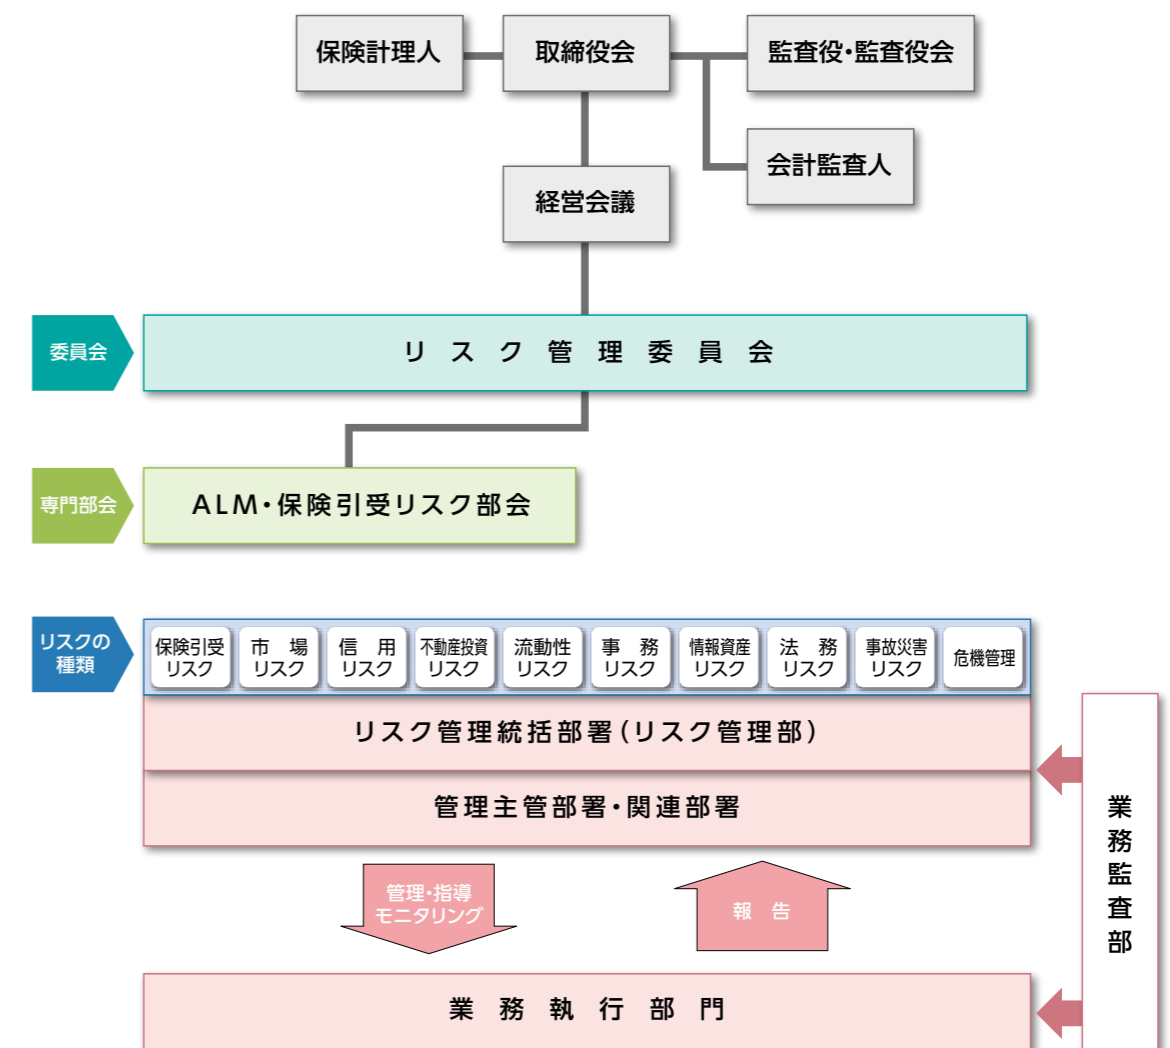 保険計理人
取締役会
監査役・監査役会
会計監査人
経営会議
委員会
リスク管理委員会
専門部会
ALM・保険引受リスク部会
リスクの
種類
保険引受
リスク
市場
リスク
信用
リスク
不動産投資
リスク
流動性
リスク
事務
リスク
情報資産
リスク
法務
リスク
事故災害
リスク
危機管理
リスク管理統括部署(リスク管理部)
管理主管部署・関連部署
管理・指導
モニタリング
報告
業務監査部
業務執行部門